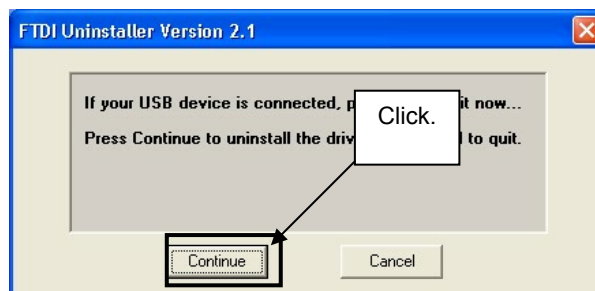 FTDI Uninstaller Version 2.1
If your USB device is connected, p it now...
Click.
Press Continue to uninstall the driv to quit.
Continue
Cancel